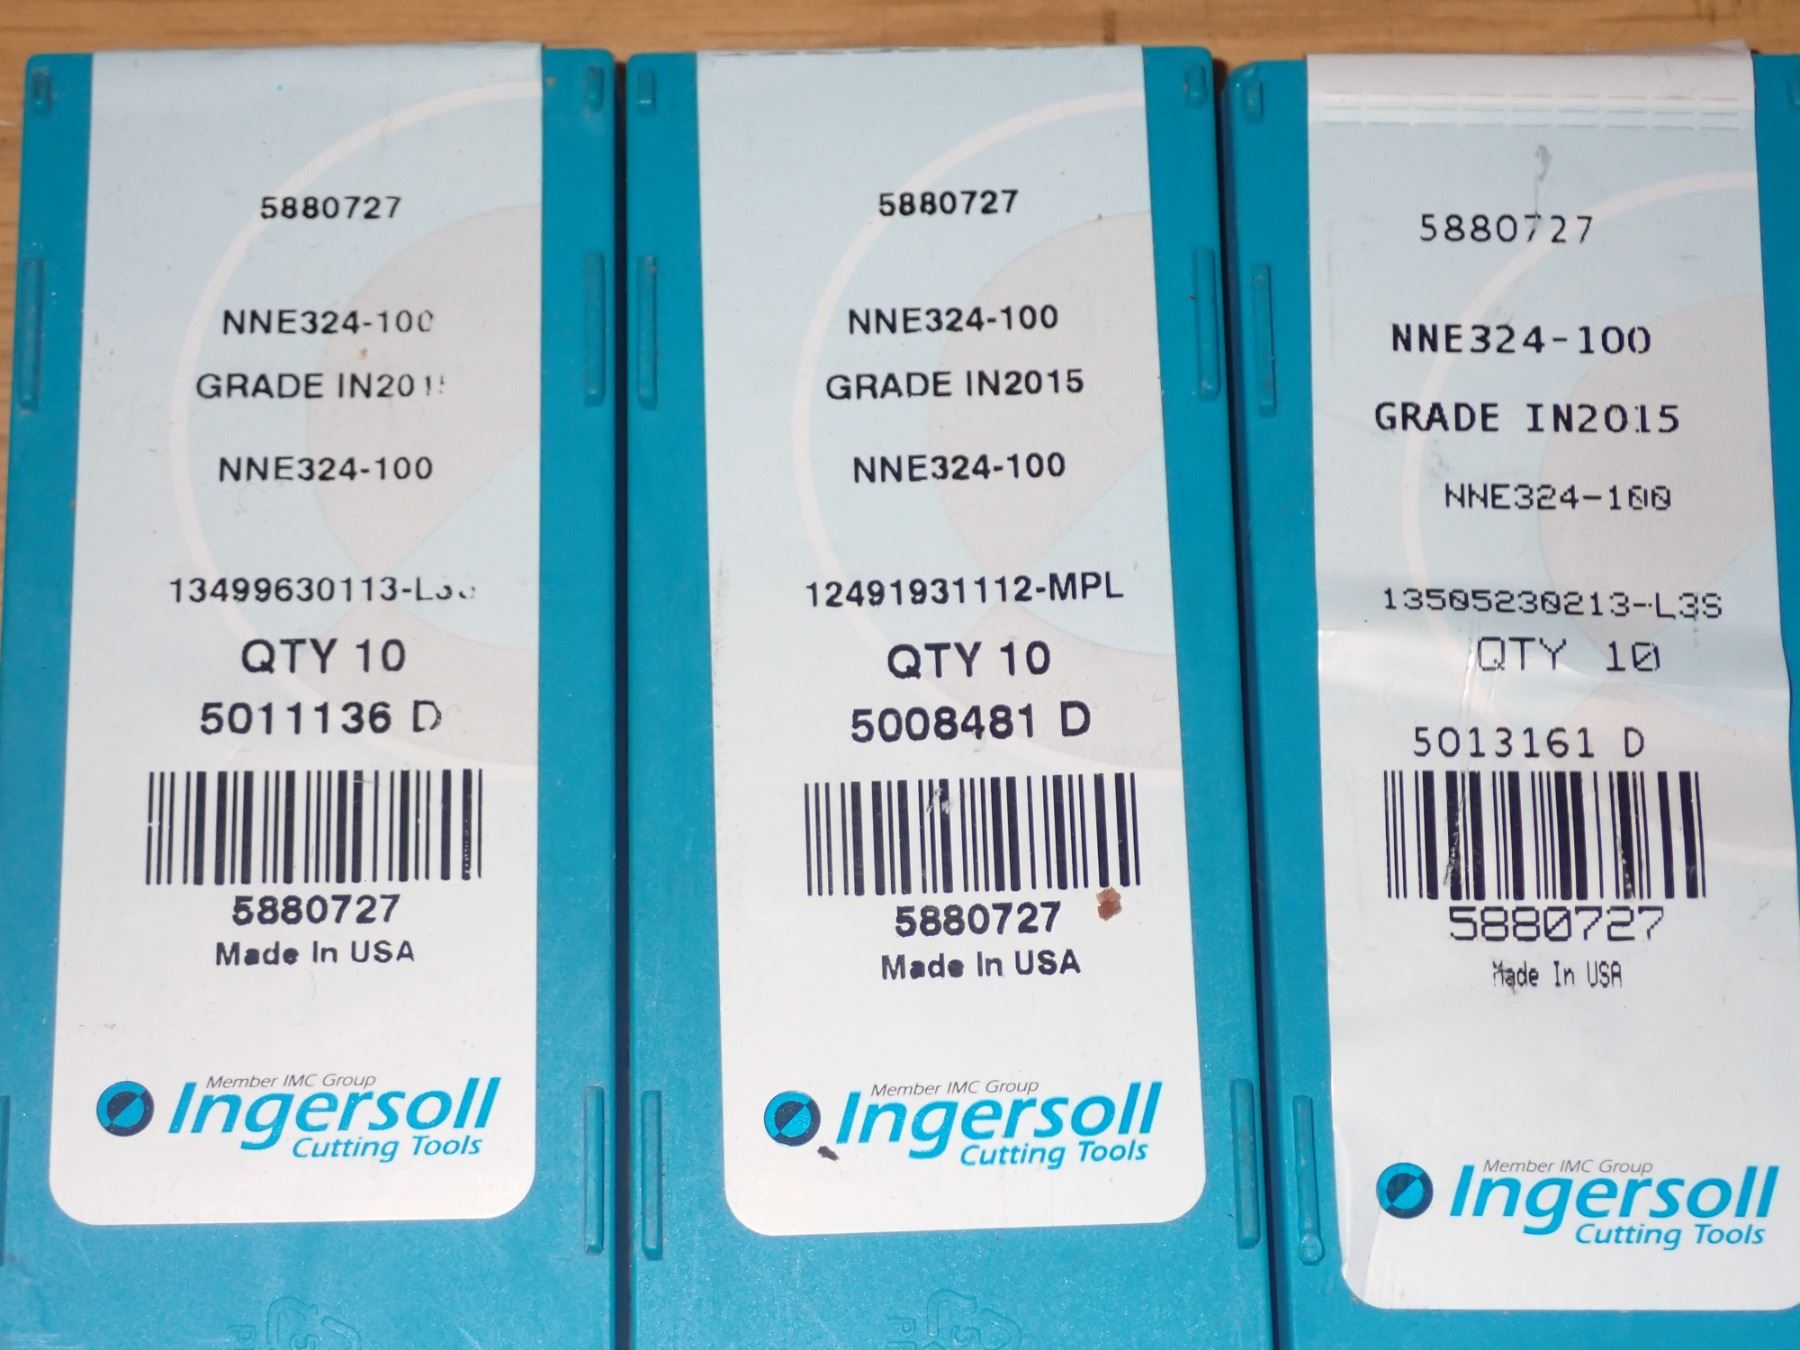 5880727
NNE324-100
GRADE
NNE324-100
QTY 10
5011136 D
5880727
Made In USA
Member IMC Group
Ingersoll
Cutting Tools
5880727
NNE324-100
GRADE IN2015
NNE324-100
12491931112-MPL
QTY 10
5008481 D
5880727
Made In USA
Member IMC Group
Ingersoll
Cutting Tools
5880727
NNE324-100
GRADE IN2015
NNE324-100
13505230213-L3S
QTY 10
5013161 D
5880727
Made In USA
Member IMC Group
Ingersoll
Cutting Tools